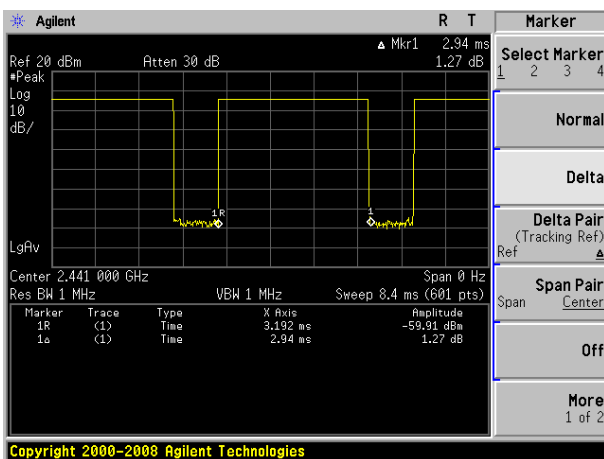 Agilent R T
Δ Mkr1 2.94 ms
Ref 20 dBm Atten 30 dB 1.27 dB
#Peak
Log
10
dB/
1R
1
LgAv
Center 2.441 000 GHz Span 0 Hz
Res BW 1 MHz VBW 1 MHz Sweep 8.4 ms (601 pts)
Marker Trace Type X Axis Amplitude
1R (1) Time 3.192 ms -59.91 dBm
1Δ (1) Time 2.94 ms 1.27 dB
Copyright 2000-2008 Agilent Technologies
Marker
Select Marker
1 2 3 4
Normal
Delta
Delta Pair
(Tracking Ref)
Ref Δ
Span Pair
Span Center
Off
More
1 of 2